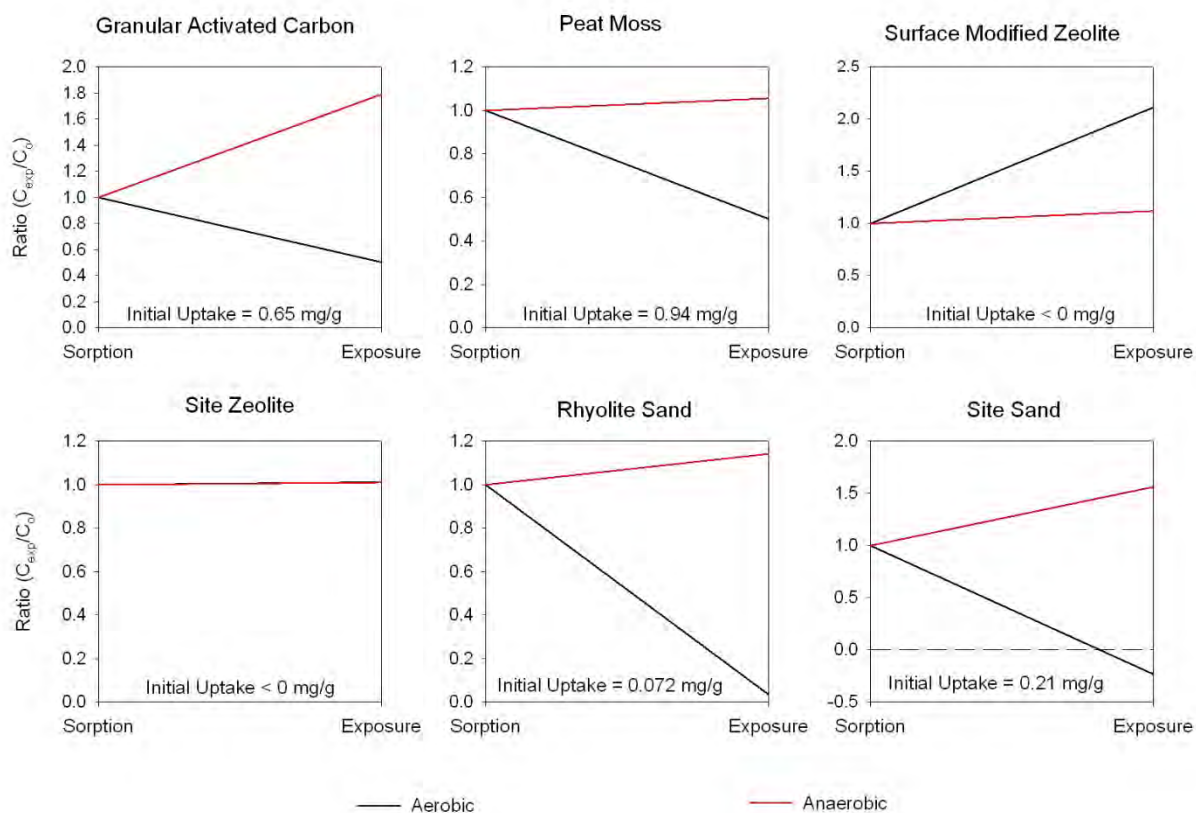 Granular Activated Carbon
Peat Moss
Surface Modified Zeolite
Ratio (Cexp/Co)
2.0
1.8
1.6
1.4
1.2
1.0
0.8
0.6
0.4
0.2
0.0
Initial Uptake = 0.65 mg/g
Sorption
Exposure
1.2
1.0
0.8
0.6
0.4
0.2
0.0
Initial Uptake = 0.94 mg/g
Sorption
Exposure
2.5
2.0
1.5
1.0
0.5
0.0
Initial Uptake < 0 mg/g
Sorption
Exposure
Site Zeolite
Rhyolite Sand
Site Sand
Ratio (Cexp/Co)
1.2
1.0
0.8
0.6
0.4
0.2
0.0
Initial Uptake < 0 mg/g
Sorption
Exposure
1.2
1.0
0.8
0.6
0.4
0.2
0.0
Initial Uptake = 0.072 mg/g
Sorption
Exposure
2.0
1.5
1.0
0.5
0.0
-0.5
Initial Uptake = 0.21 mg/g
Sorption
Exposure
Aerobic
Anaerobic